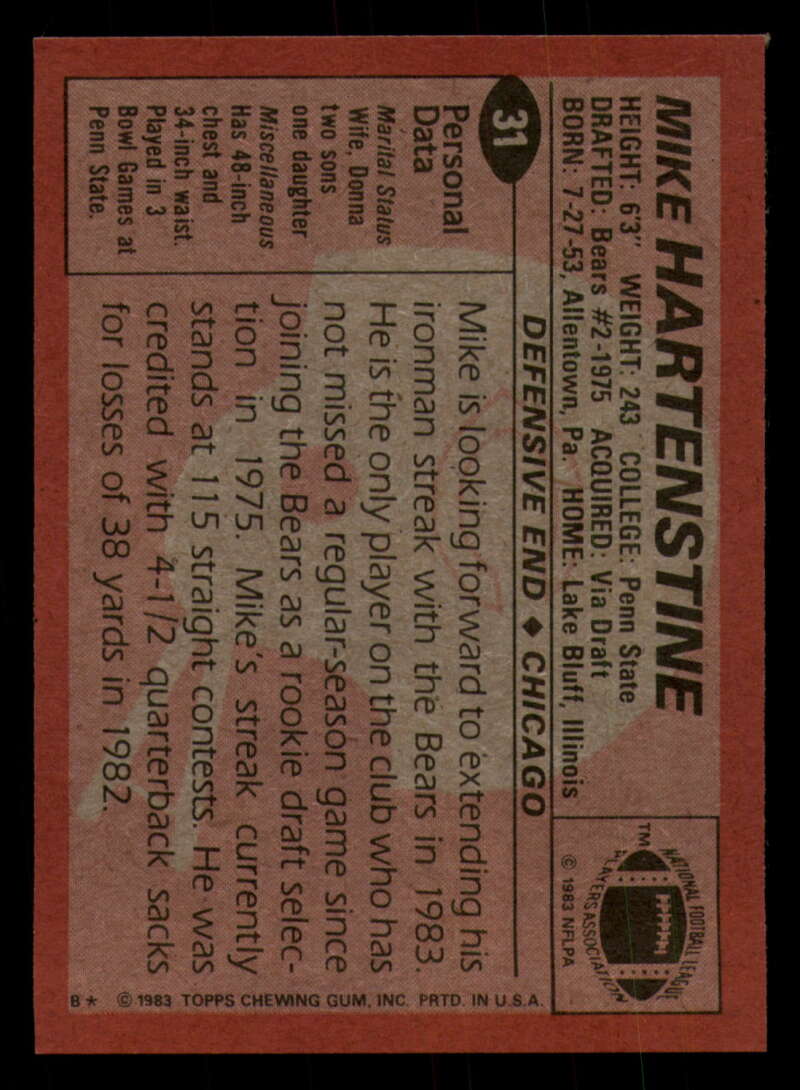 MIKE HARTENSTINE
HEIGHT: 6'3" WEIGHT: 243 COLLEGE: Penn State
DRAFTED: Bears #2-1975 ACQUIRED: Via Draft
BORN: 7-27-53, Allentown, Pa. HOME: Lake Bluff, Illinois
NATIONAL FOOTBALL LEAGUE
PLAYERS ASSOCIATION
TM
© 1983 NFLPA
31
DEFENSIVE END ♦ CHICAGO
Personal
Data
Marital Status
Wife, Donna
two sons
one daughter
Miscellaneous
Has 48-inch
chest and
34-inch waist.
Played in 3
Bowl Games at
Penn State.
Mike is looking forward to extending his
ironman streak with the Bears in 1983.
He is the only player on the club who has
not missed a regular-season game since
joining the Bears as a rookie draft selec-
tion in 1975. Mike's streak currently
stands at 115 straight contests. He was
credited with 4-1/2 quarterback sacks
for losses of 38 yards in 1982.
B* © 1983 TOPPS CHEWING GUM, INC. PRTD. IN U.S.A.